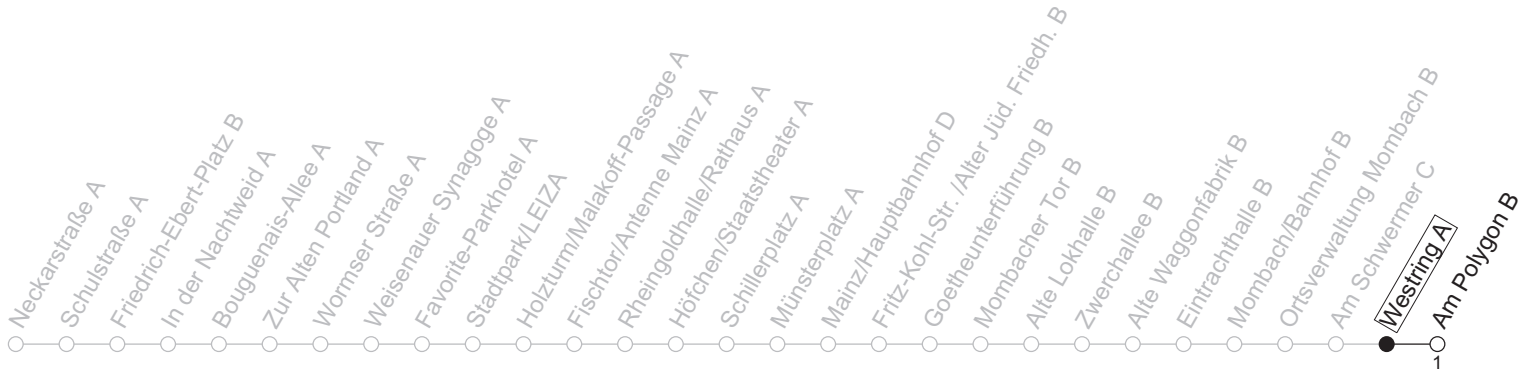 Neckarstraße A
Schulstraße A
Friedrich-Ebert-Platz B
In der Nachtweid A
Bouguenais-Allee A
Zur Alten Portland A
Wormser Straße A
Weisenauer Synagoge A
Favorite-Parkhotel A
Stadtpark/LEIZA
Holzturm/Malakoff-Passage A
Fischtor/Antenne Mainz A
Rheingoldhalle/Rathaus A
Höfchen/Staatstheater A
Schillerplatz A
Münsterplatz A
Mainz/Hauptbahnhof D
Fritz-Kohl-Str. /Alter Jüd. Friedh. B
Goetheunterführung B
Mombacher Tor B
Alte Lokhalle B
Zwerchallee B
Alte Waggonfabrik B
Eintrachthalle B
Mombach/Bahnhof B
Ortsverwaltung Mombach B
Am Schwermer C
Westring A
Am Polygon B
1